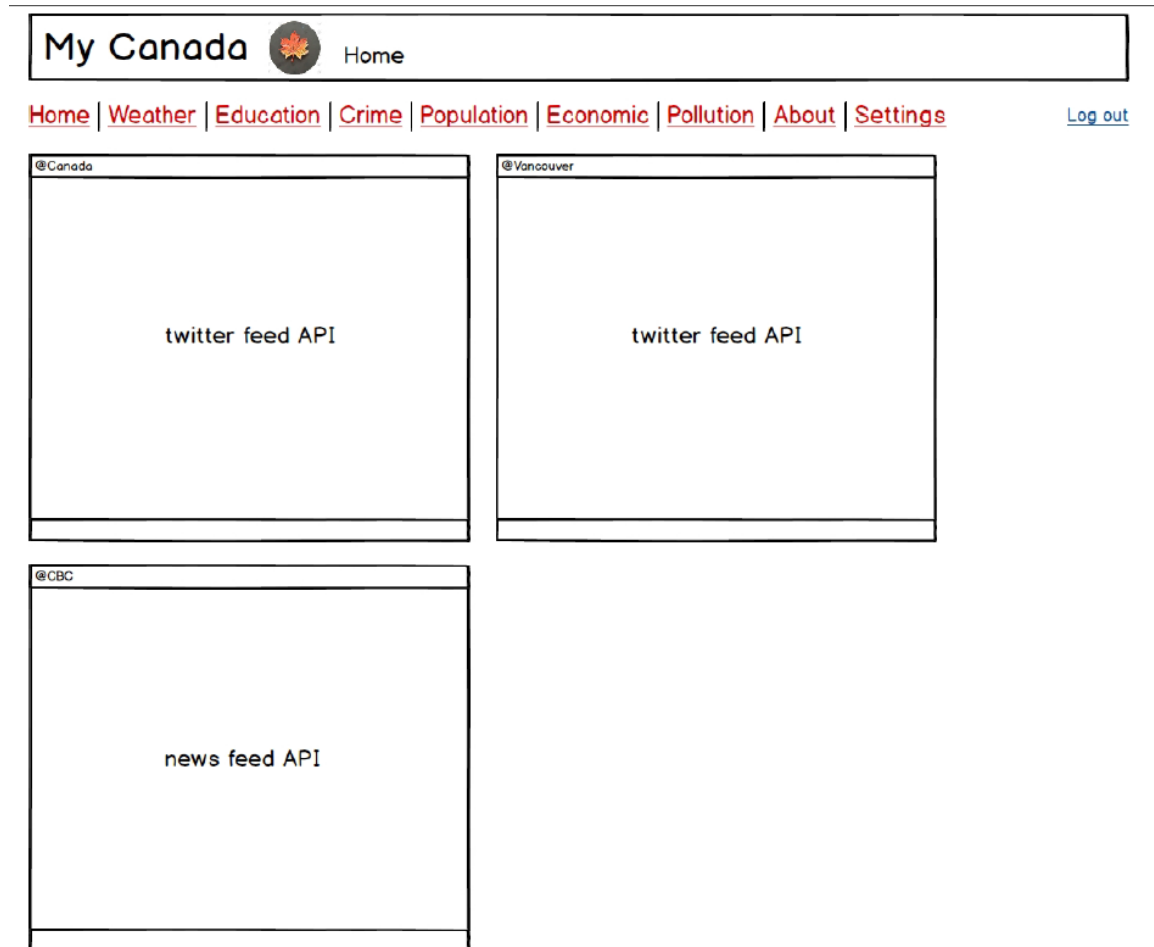 My Canada Home
Home | Weather | Education | Crime | Population | Economic | Pollution | About | Settings Log out
@Canada @Vancouver
twitter feed API twitter feed API
@CBC
news feed API